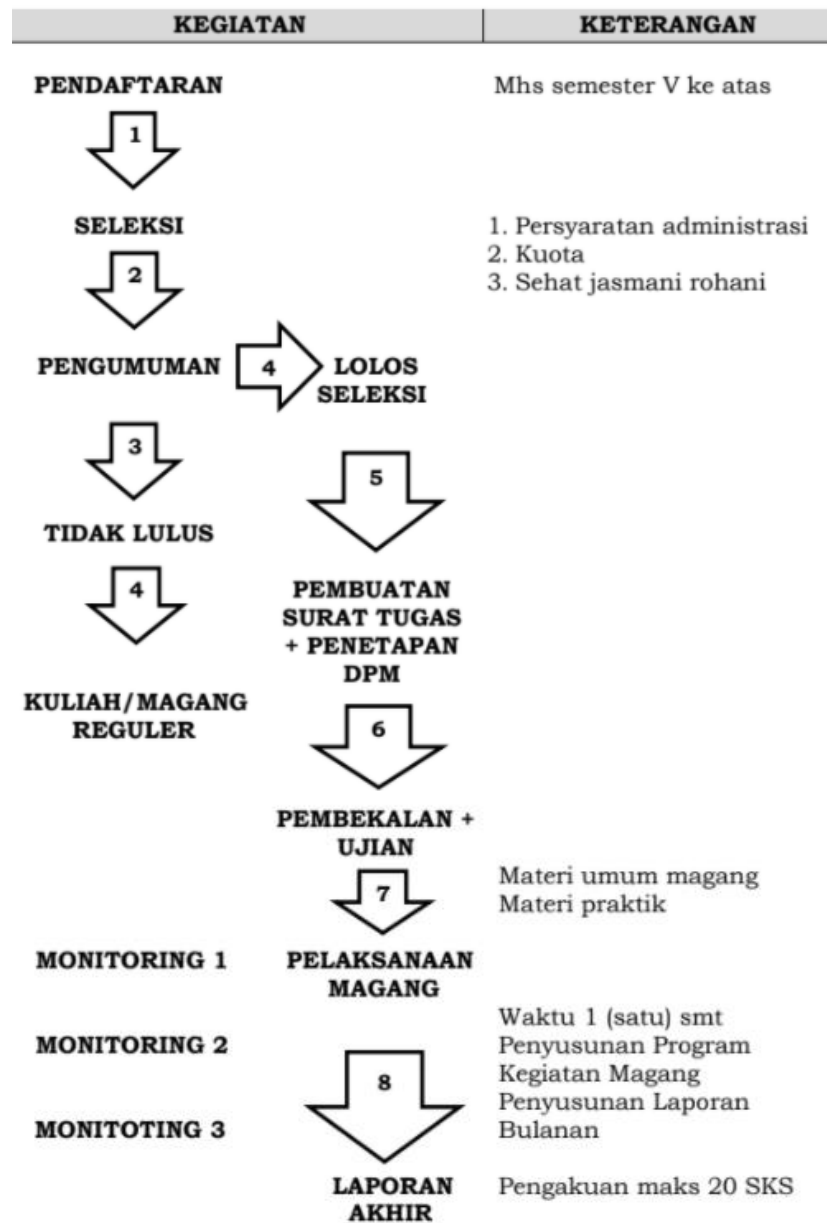 KEGIATAN KETERANGAN
PENDAFTARAN Mhs semester V ke atas
1
SELEKSI 1. Persyaratan administrasi
2. Kuota
2 3. Sehat jasmani rohani
PENGUMUMAN 4 LOLOS
SELEKSI
3
5
TIDAK LULUS
4 PEMBUATAN
SURAT TUGAS
+ PENETAPAN
DPM
KULIAH/MAGANG
REGULER 6
PEMBEKALAN +
UJIAN
Materi umum magang
7 Materi praktik
MONITORING 1 PELAKSANAAN
MAGANG
Waktu 1 (satu) smt
MONITORING 2 Penyusunan Program
8 Kegiatan Magang
Penyusunan Laporan
MONITOTING 3 Bulanan
LAPORAN Pengakuan maks 20 SKS
AKHIR